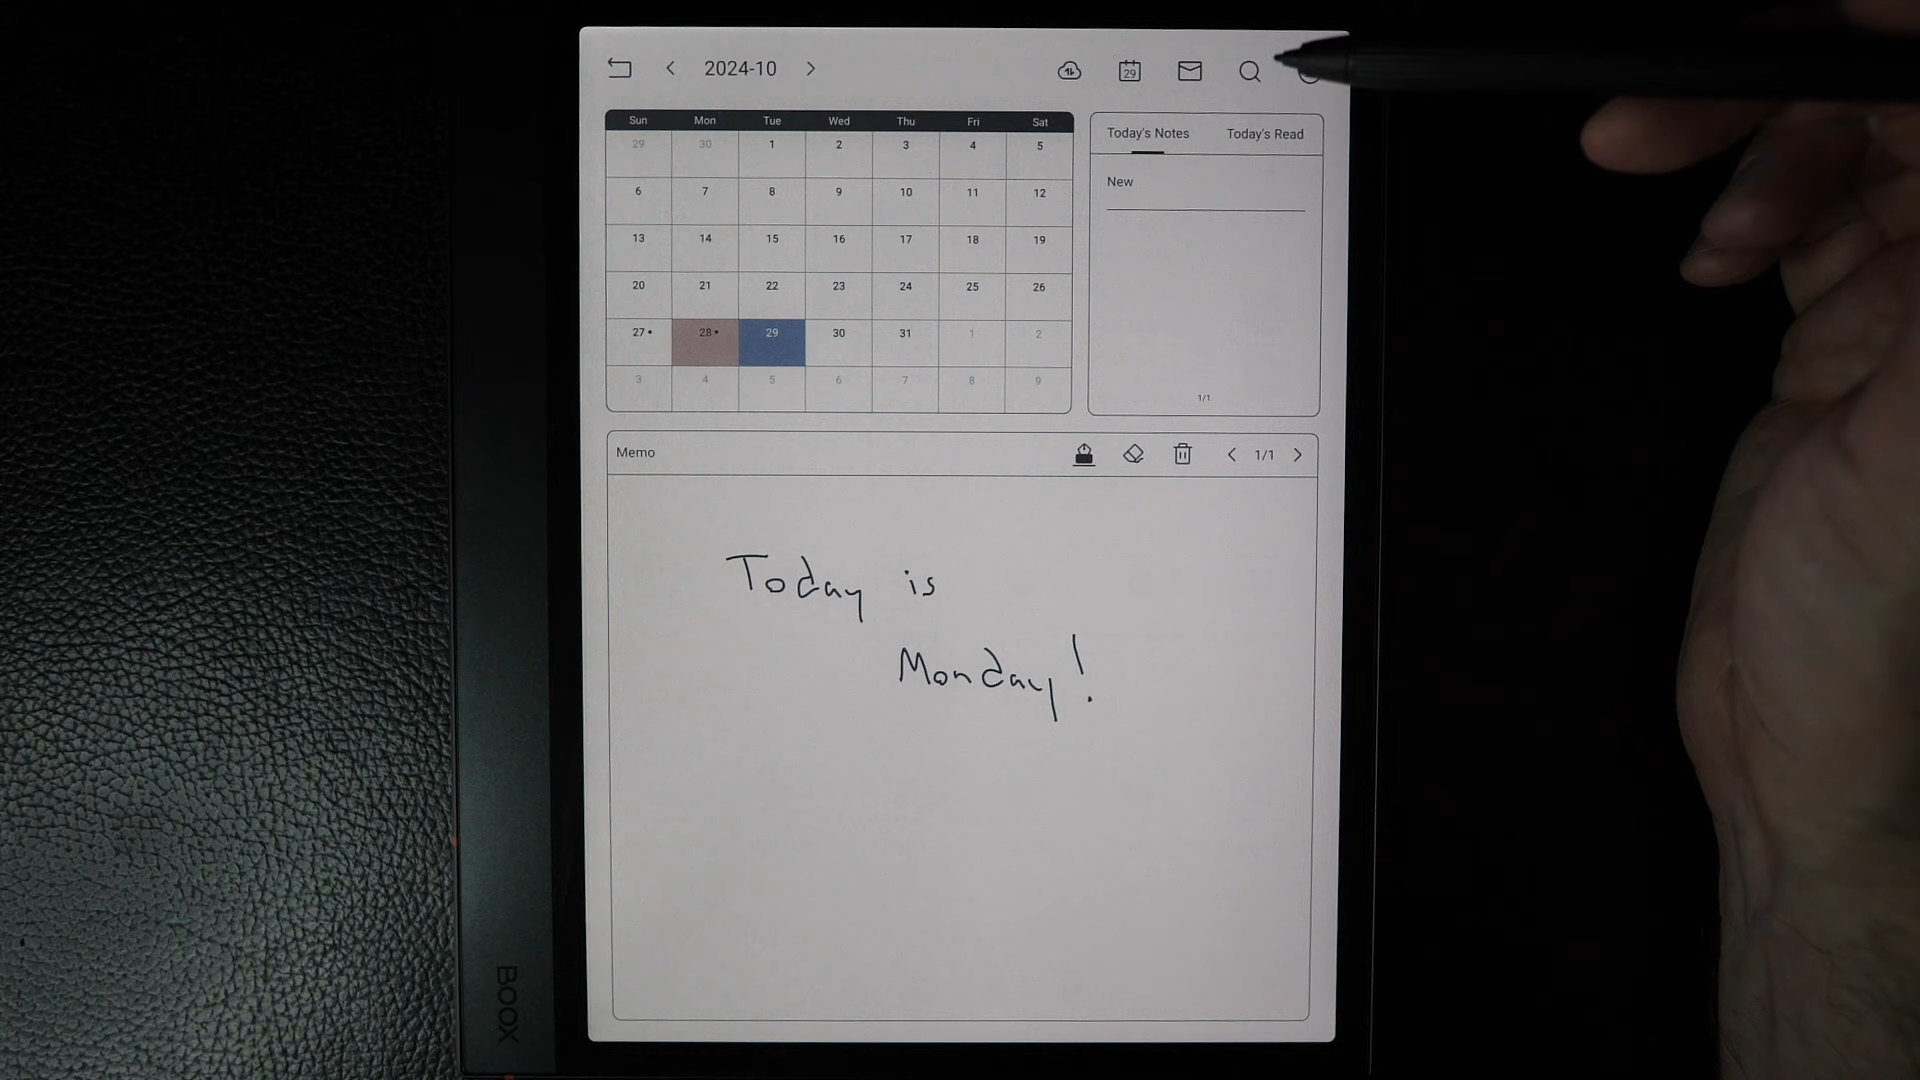 2024-10
29
Sun Mon Tue Wed Thu Fri Sat
29 30 1 2 3 4 5
6 7 8 9 10 11 12
13 14 15 16 17 18 19
20 21 22 23 24 25 26
27• 28• 29 30 31 1 2
3 4 5 6 7 8 9
Today's Notes Today's Read
New
1/1
Memo 1/1
Today is
Monday!
BOOX